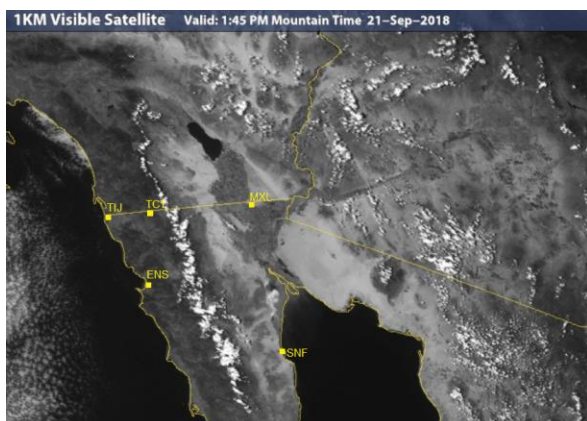 1KM Visible Satellite Valid: 1:45 PM Mountain Time 21-Sep-2018
TIJ
TCT
MXL
ENS
SNF